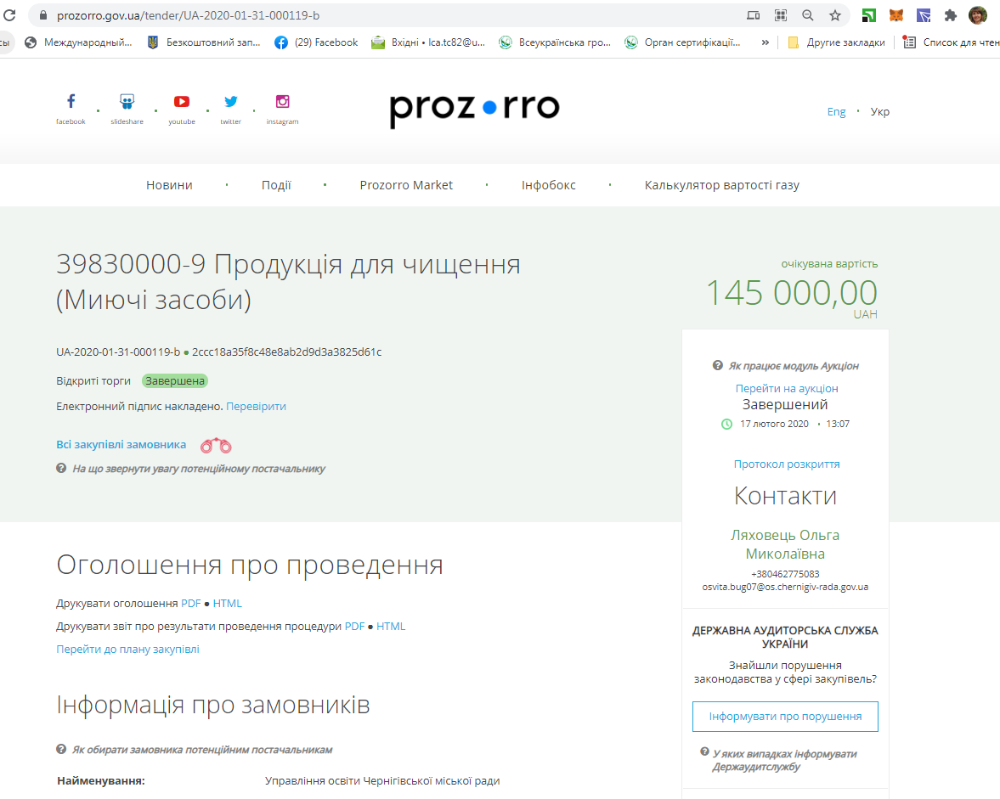 prozorro.gov.ua/tender/UA-2020-01-31-000119-b
сы Международный... Безкоштовний зап... (29) Facebook Вхідні • lca.tc82@u... Всеукраїнська гро... Орган сертифікації... » Другие закладки Список для чтен
facebook slideshare youtube twitter instagram
prozorro
Eng • Укр
Новини • Події • Prozorro Market • Інфобокс • Калькулятор вартості газу
39830000-9 Продукція для чищення
(Миючі засоби)
UA-2020-01-31-000119-b ● 2ccc18a35f8c48e8ab2d9d3a3825d61c
Відкриті торги Завершена
Електронний підпис накладено. Перевірити
Всі закупівлі замовника
На що звернути увагу потенційному постачальнику
очікувана вартість
145 000,00
UAH
Як працює модуль Аукціон
Перейти на аукціон
Завершений
17 лютого 2020 • 13:07
Протокол розкриття
Контакти
Ляховець Ольга
Миколаївна
+380462775083
osvita.bug07@os.chernigiv-rada.gov.ua
ДЕРЖАВНА АУДИТОРСЬКА СЛУЖБА
УКРАЇНИ
Знайшли порушення
законодавства у сфері закупівель?
Інформувати про порушення
У яких випадках інформувати
Держаудитслужбу
Оголошення про проведення
Друкувати оголошення PDF ● HTML
Друкувати звіт про результати проведення процедури PDF ● HTML
Перейти до плану закупівлі
Інформація про замовників
Як обирати замовника потенційним постачальникам
Найменування: Управління освіти Чернігівської міської ради